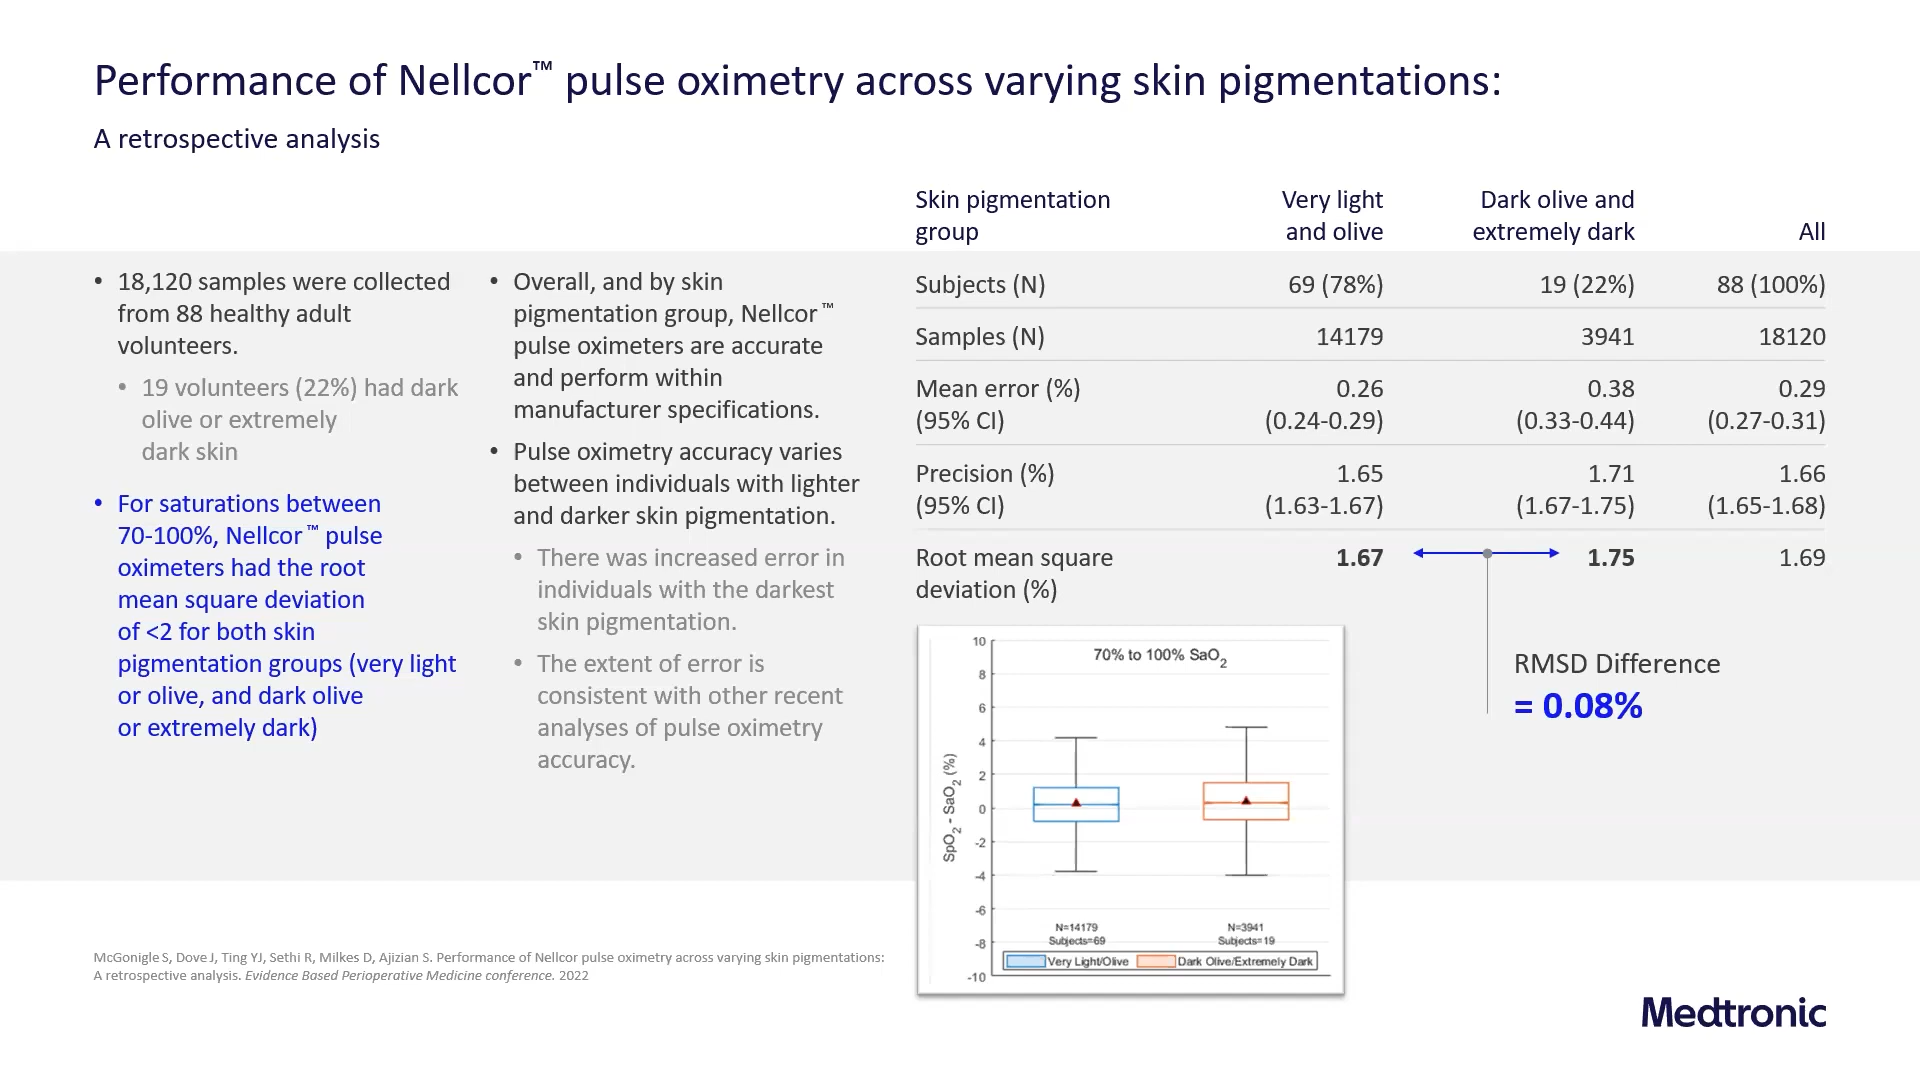 Performance of Nellcor™ pulse oximetry across varying skin pigmentations:
A retrospective analysis
• 18,120 samples were collected
from 88 healthy adult
volunteers.
• 19 volunteers (22%) had dark
olive or extremely
dark skin
• For saturations between
70-100%, Nellcor™ pulse
oximeters had the root
mean square deviation
of <2 for both skin
pigmentation groups (very light
or olive, and dark olive
or extremely dark)
• Overall, and by skin
pigmentation group, Nellcor™
pulse oximeters are accurate
and perform within
manufacturer specifications.
• Pulse oximetry accuracy varies
between individuals with lighter
and darker skin pigmentation.
• There was increased error in
individuals with the darkest
skin pigmentation.
• The extent of error is
consistent with other recent
analyses of pulse oximetry
accuracy.
Skin pigmentation
group
Very light
and olive
Dark olive and
extremely dark
All
Subjects (N) 69 (78%) 19 (22%) 88 (100%)
Samples (N) 14179 3941 18120
Mean error (%) 0.26 0.38 0.29
(95% CI) (0.24-0.29) (0.33-0.44) (0.27-0.31)
Precision (%) 1.65 1.71 1.66
(95% CI) (1.63-1.67) (1.67-1.75) (1.65-1.68)
Root mean square 1.67 1.75 1.69
deviation (%)
RMSD Difference
= 0.08%
70% to 100% SaO2
SpO2 - SaO2 (%)
10
8
6
4
2
0
-2
-4
-6
-8
-10
N=14179
Subjects=69
N=3941
Subjects=19
Very Light/Olive
Dark Olive/Extremely Dark
McGonigle S, Dove J, Ting YJ, Sethi R, Milkes D, Ajizian S. Performance of Nellcor pulse oximetry across varying skin pigmentations:
A retrospective analysis. Evidence Based Perioperative Medicine conference. 2022
Medtronic